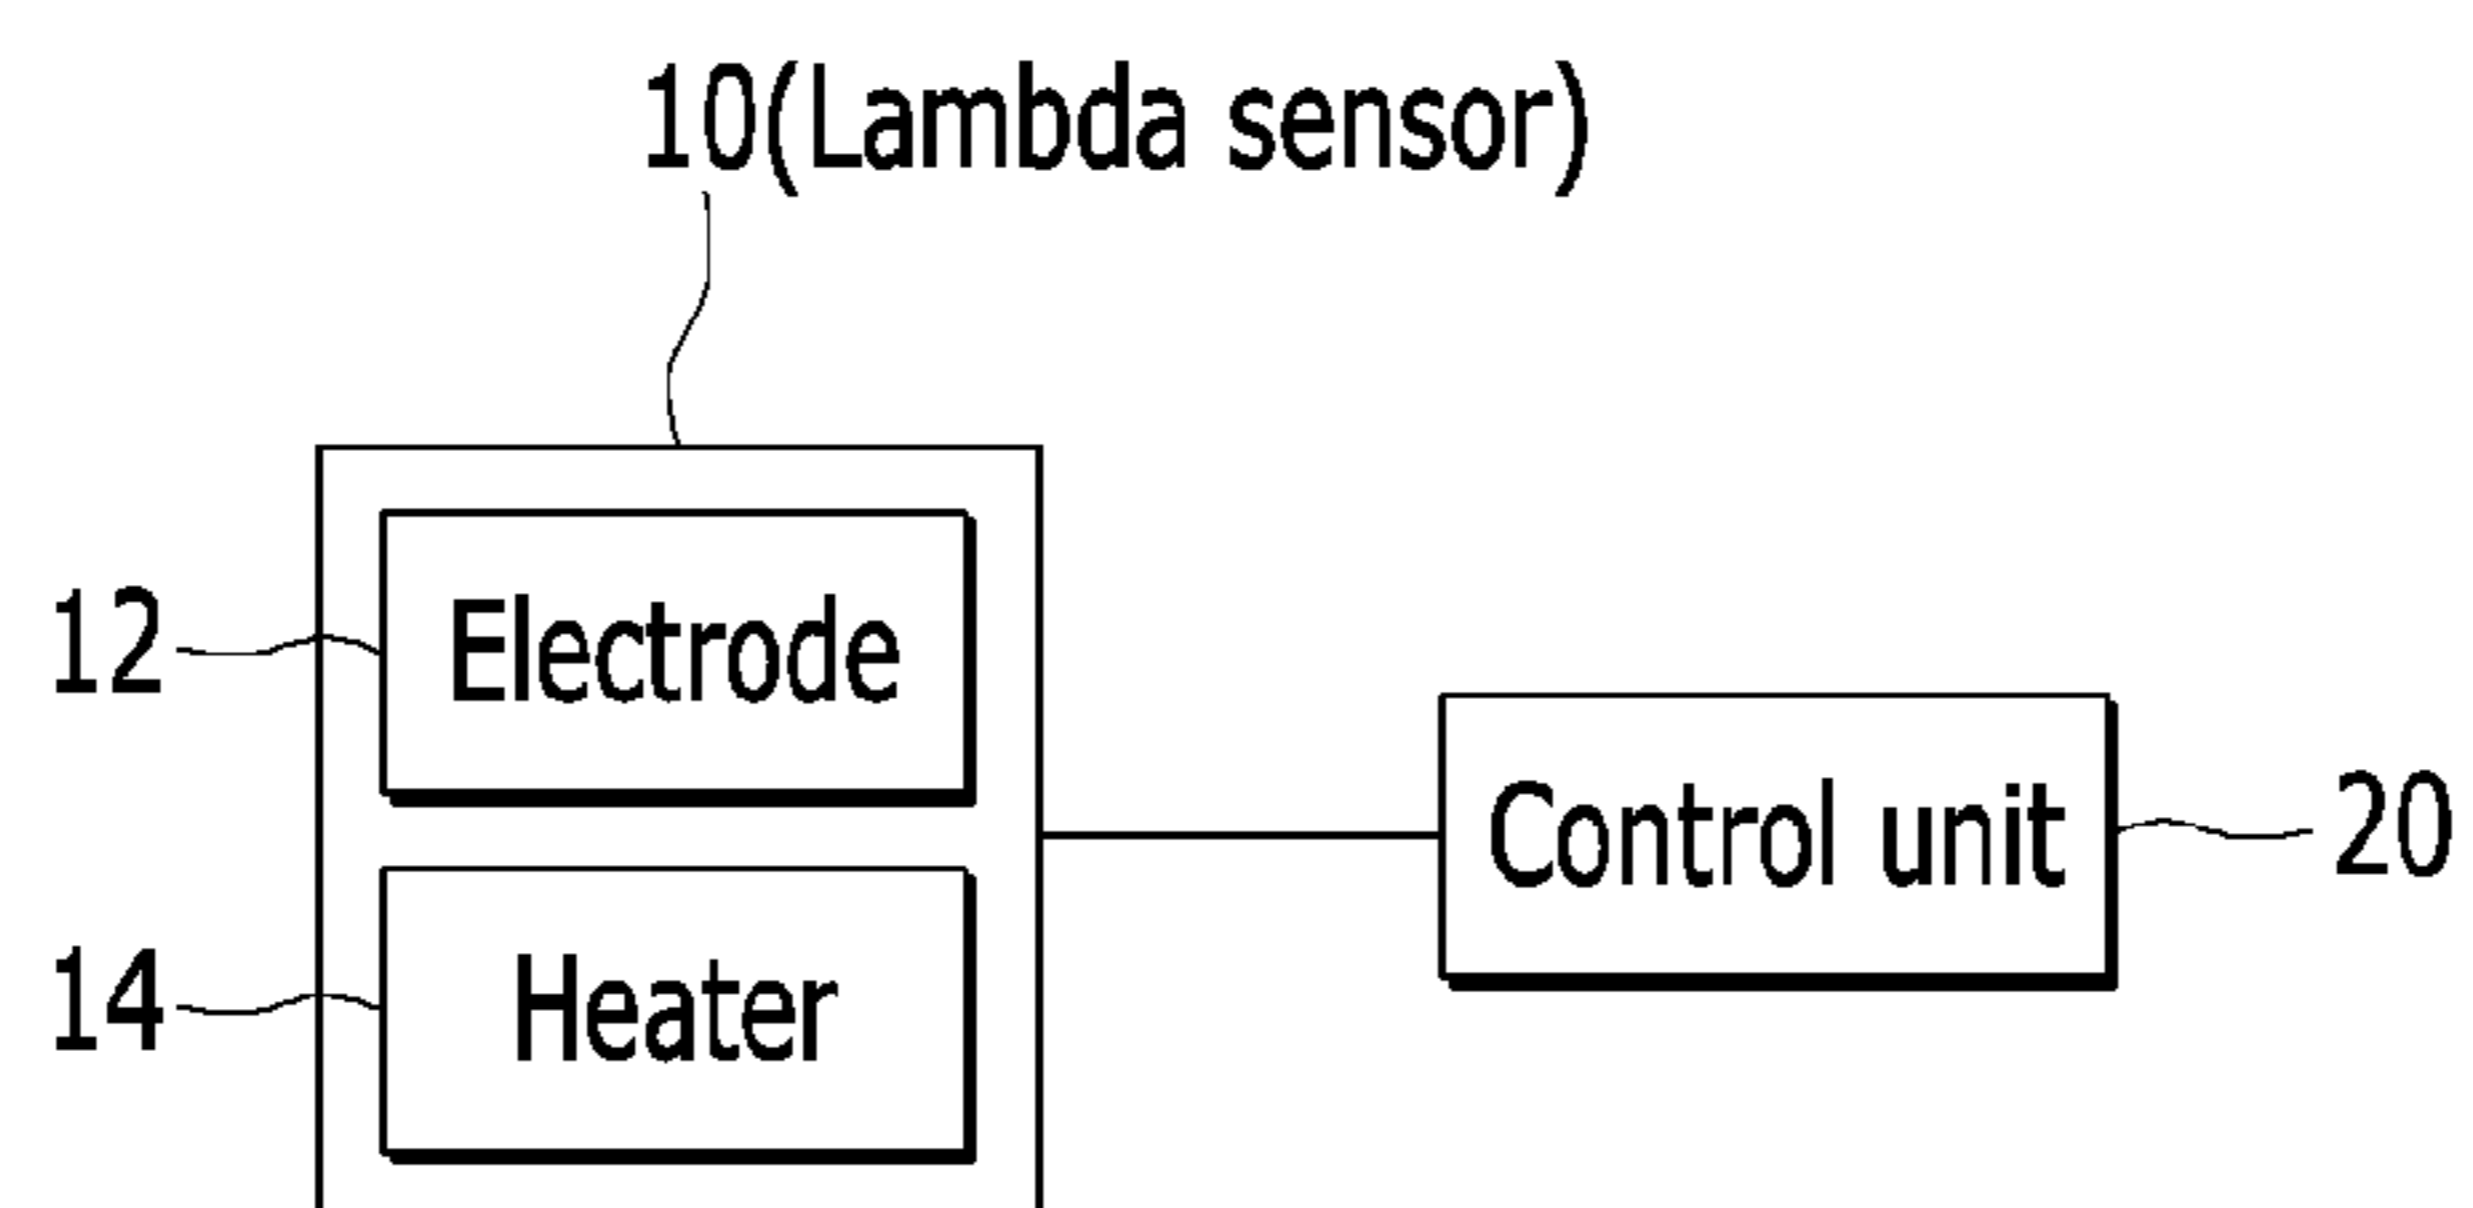 10(Lambda sensor)
12
Electrode
Control unit
20
14
Heater